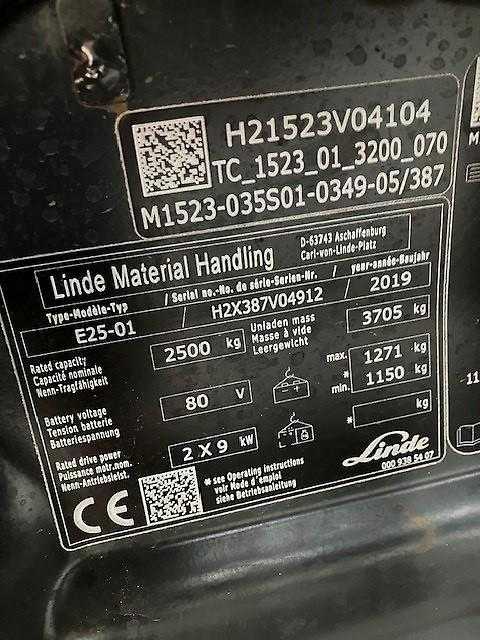 H21523V04104
TC_1523_01_3200_070
M1523-035S01-0349-05/387
Linde Material Handling
D-63743 Aschaffenburg
Carl-von-Linde-Platz
Type-Modèle-Typ / Serial no.-No. de série-Serien-Nr. / year-année-Baujahr
E25-01 / H2X387V04912 / 2019
Rated capacity
Capacité nominale
Nenn-Tragfähigkeit
2500 kg
Unladen mass
Masse à vide
Leergewicht
3705 kg
Battery voltage
Tension batterie
Batteriespannung
80 V
max. 1271 kg
* min. 1150 kg
* kg
Rated drive power
Puissance motr.nom.
Nenn-Antriebsleist.
2 X 9 kW
CE
* see Operating instructions
voir Mode d'emploi
siehe Betriebsanleitung
Linde
000 938 54 07